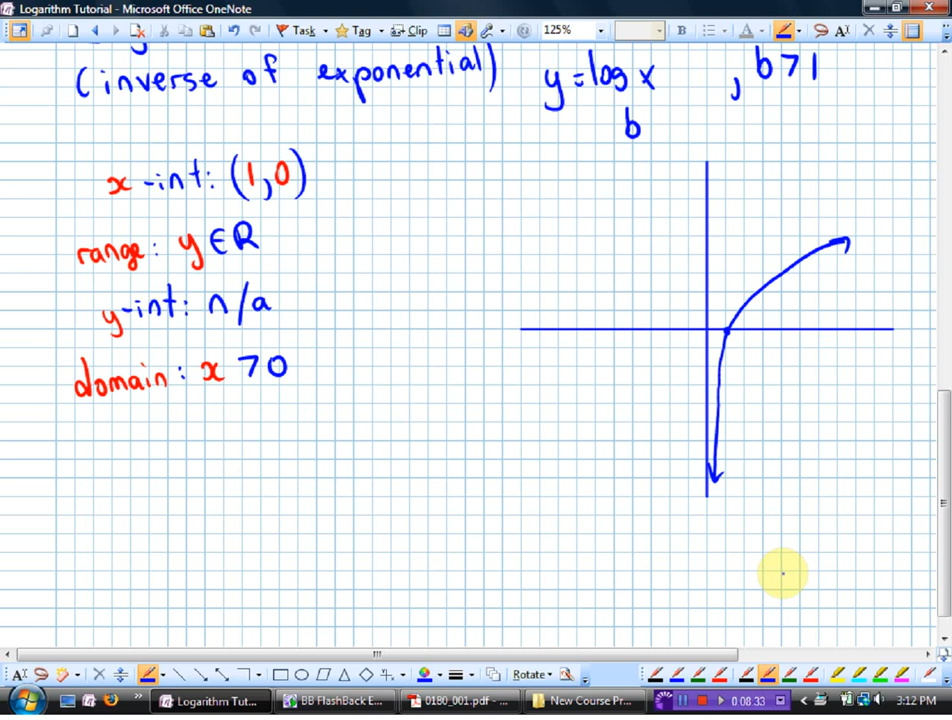 Logarithm Tutorial - Microsoft Office OneNote
Task Tag Clip 125% B A
(inverse of exponential) y = log x , b > 1
b
x-int: (1, 0)
range: y ∈ R
y-int: n/a
domain: x > 0
Rotate
Logarithm Tut... BB FlashBack E... 0180_001.pdf - ... New Course Pr... 0:08:33 3:12 PM